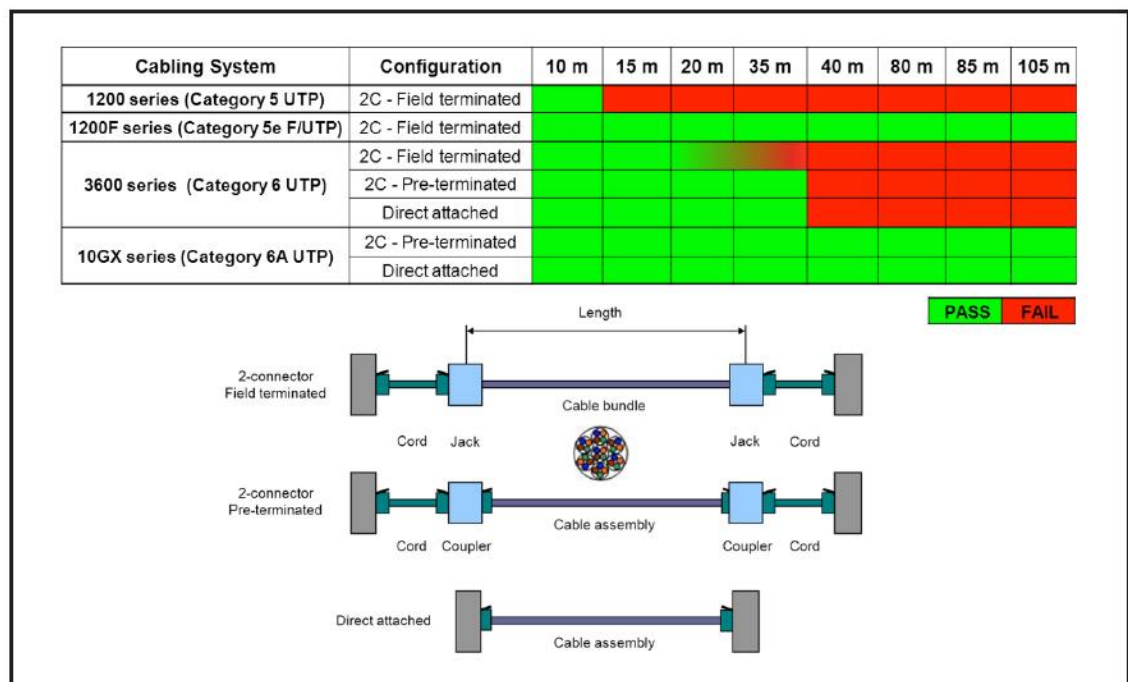 Cabling System Configuration 10 m 15 m 20 m 35 m 40 m 80 m 85 m 105 m
1200 series (Category 5 UTP) 2C - Field terminated
1200F series (Category 5e F/UTP) 2C - Field terminated
3600 series (Category 6 UTP) 2C - Field terminated
2C - Pre-terminated
Direct attached
10GX series (Category 6A UTP) 2C - Pre-terminated
Direct attached
PASS FAIL
Length
2-connector
Field terminated
Cable bundle
Cord Jack Jack Cord
2-connector
Pre-terminated
Cable assembly
Cord Coupler Coupler Cord
Direct attached
Cable assembly